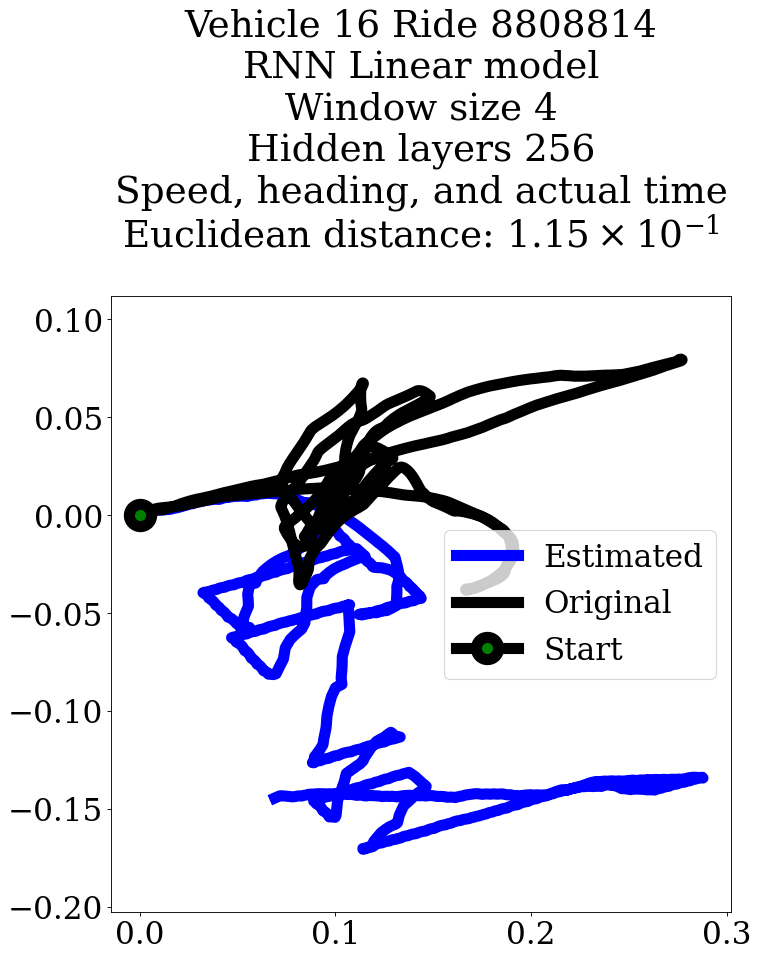 Vehicle 16 Ride 8808814
RNN Linear model
Window size 4
Hidden layers 256
Speed, heading, and actual time
Euclidean distance: 1.15 × 10⁻¹
0.10
0.05
0.00
−0.05
−0.10
−0.15
−0.20
Estimated
Original
Start
0.0 0.1 0.2 0.3